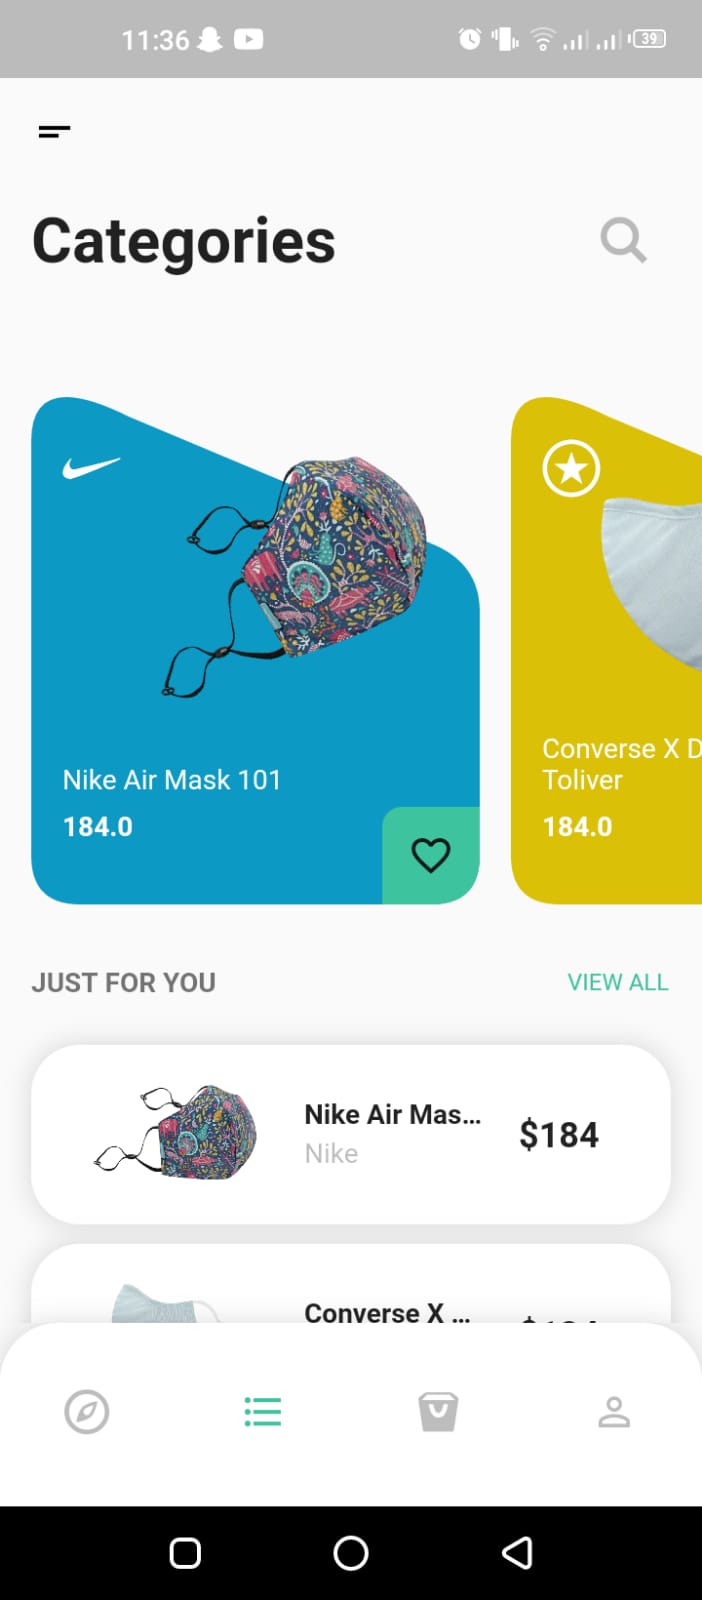 11:36
39
Categories
Nike Air Mask 101
184.0
Converse X D
Toliver
184.0
JUST FOR YOU
VIEW ALL
Nike Air Mas...
$184
Nike
Converse X ...